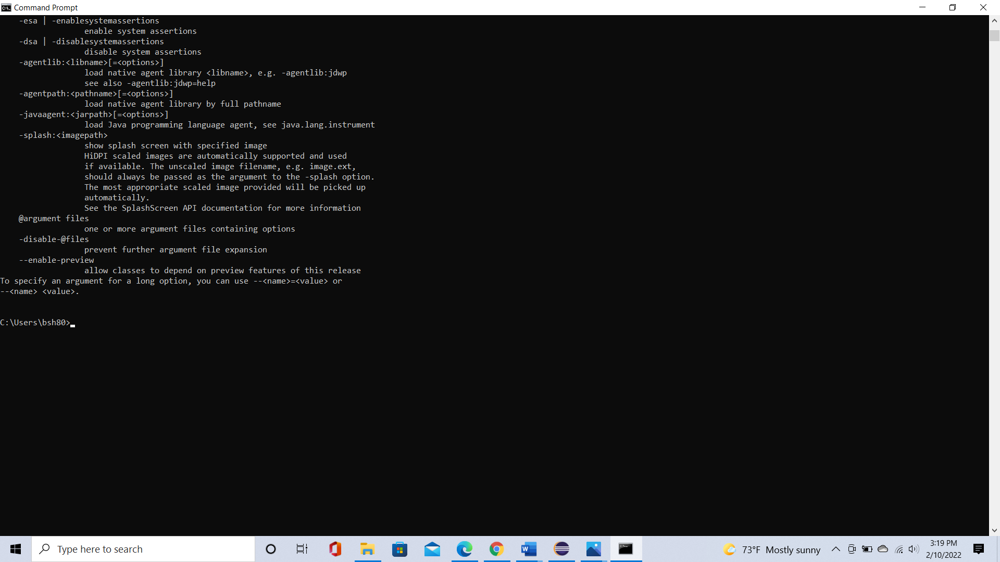 Command Prompt
-esa | -enablesystemassertions
enable system assertions
-dsa | -disablesystemassertions
disable system assertions
-agentlib:<libname>[=<options>]
load native agent library <libname>, e.g. -agentlib:jdwp
see also -agentlib:jdwp=help
-agentpath:<pathname>[=<options>]
load native agent library by full pathname
-javaagent:<jarpath>[=<options>]
load Java programming language agent, see java.lang.instrument
-splash:<imagepath>
show splash screen with specified image
HiDPI scaled images are automatically supported and used
if available. The unscaled image filename, e.g. image.ext,
should always be passed as the argument to the -splash option.
The most appropriate scaled image provided will be picked up
automatically.
See the SplashScreen API documentation for more information
@argument files
one or more argument files containing options
-disable-@files
prevent further argument file expansion
--enable-preview
allow classes to depend on preview features of this release
To specify an argument for a long option, you can use --<name>=<value> or
--<name> <value>.
C:\Users\bsh80>
Type here to search
73°F Mostly sunny
3:19 PM
2/10/2022